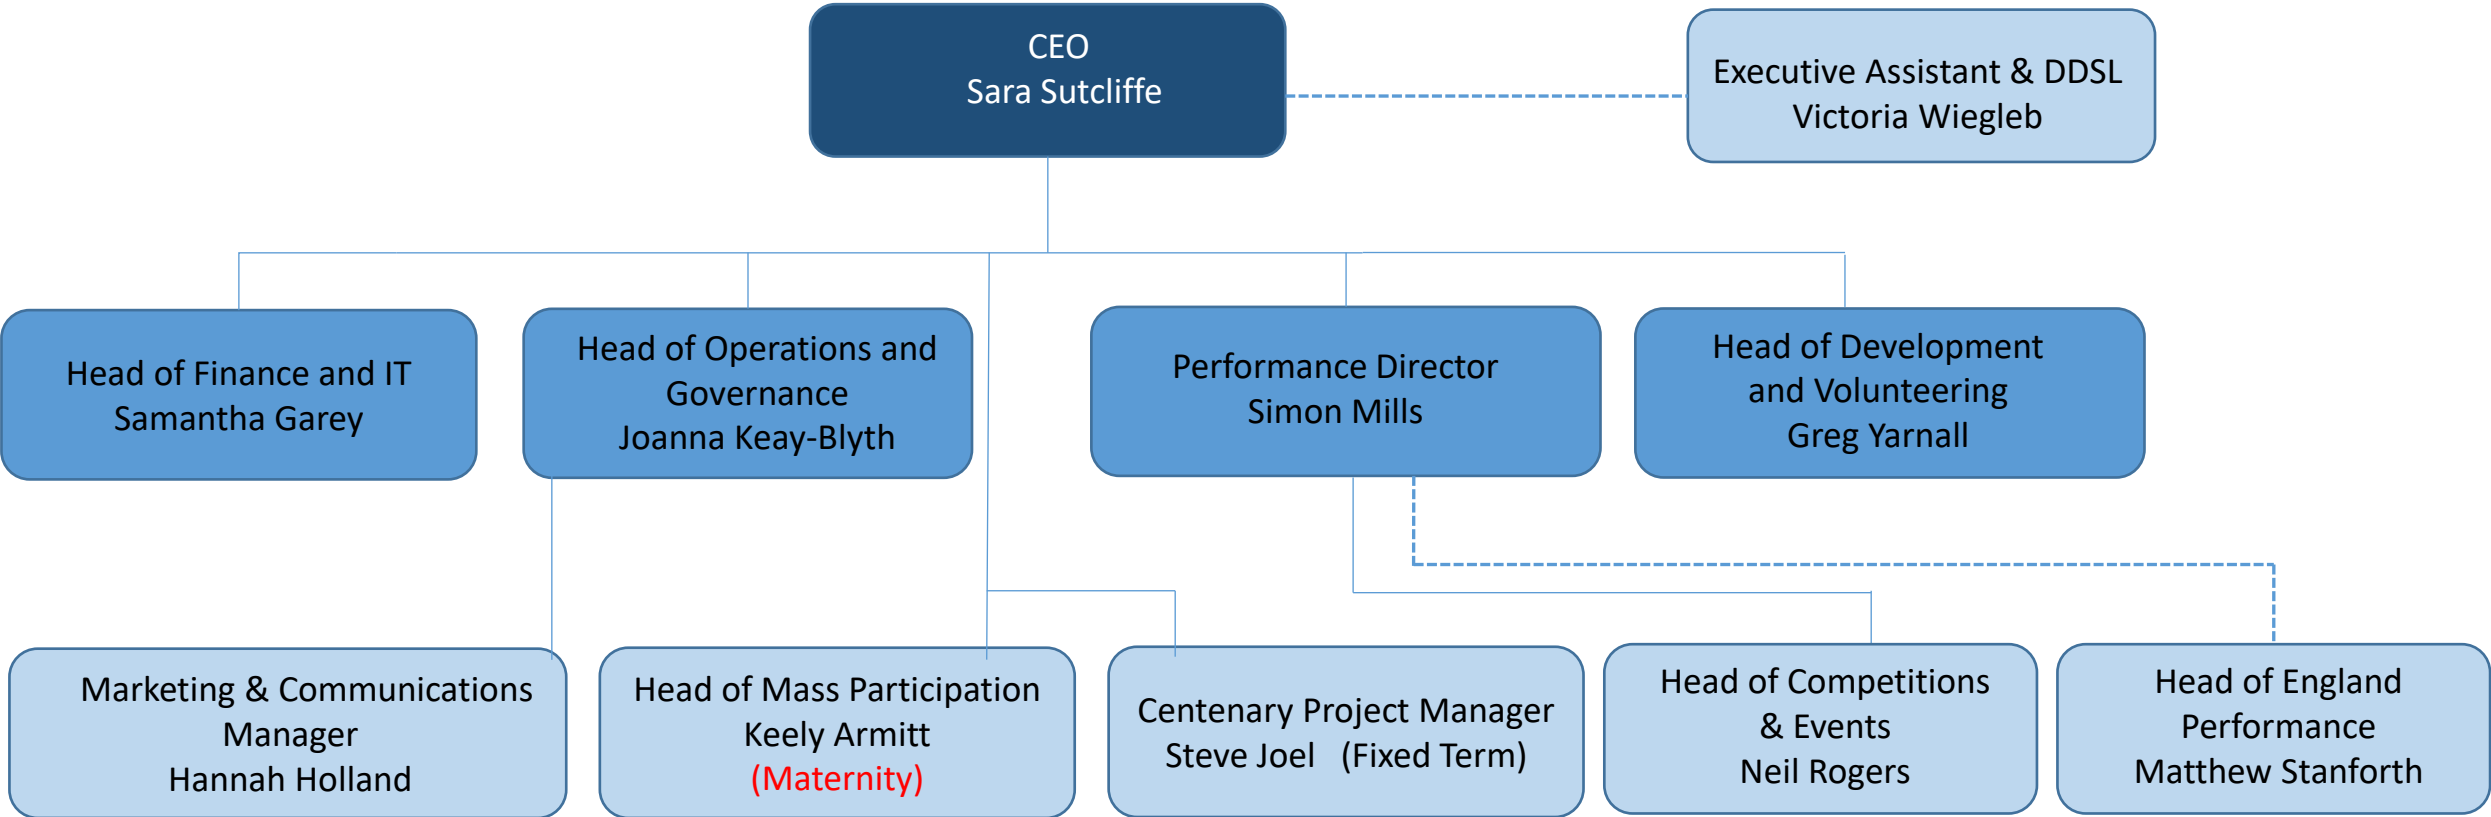 CEO
Sara Sutcliffe
Executive Assistant & DDSL
Victoria Wiegleb
Head of Finance and IT
Samantha Garey
Head of Operations and
Governance
Joanna Keay-Blyth
Performance Director
Simon Mills
Head of Development
and Volunteering
Greg Yarnall
Marketing & Communications
Manager
Hannah Holland
Head of Mass Participation
Keely Armitt
(Maternity)
Centenary Project Manager
Steve Joel (Fixed Term)
Head of Competitions
& Events
Neil Rogers
Head of England
Performance
Matthew Stanforth